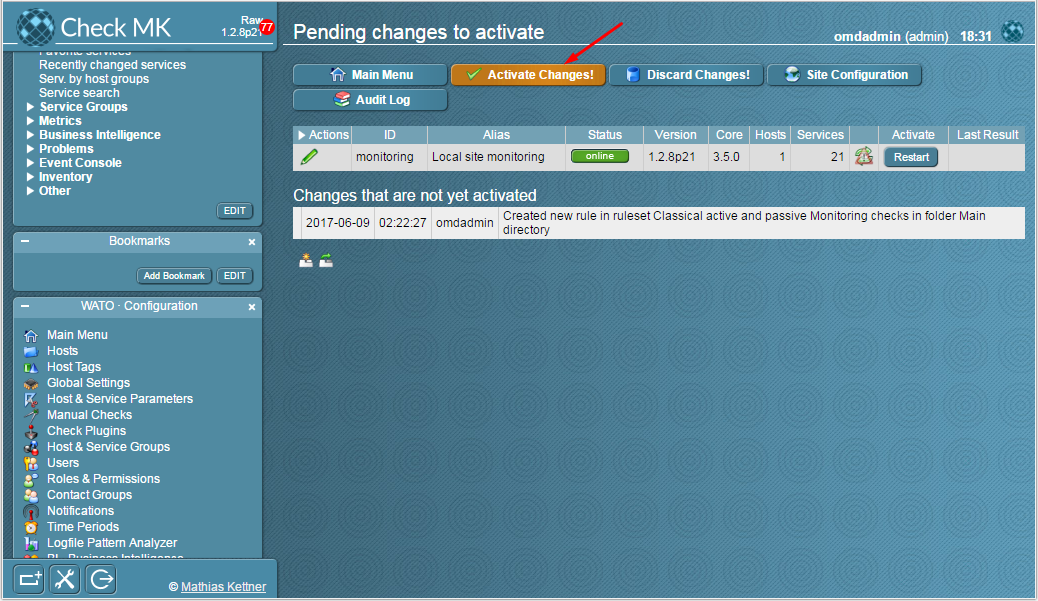 Check MK
Raw
1.2.8p21
77
Favorite services
Recently changed services
Serv. by host groups
Service search
Service Groups
Metrics
Business Intelligence
Problems
Event Console
Inventory
Other
EDIT
Bookmarks
Add Bookmark EDIT
WATO · Configuration
Main Menu
Hosts
Host Tags
Global Settings
Host & Service Parameters
Manual Checks
Check Plugins
Host & Service Groups
Users
Roles & Permissions
Contact Groups
Notifications
Time Periods
Logfile Pattern Analyzer
BI - Business Intelligence
© Mathias Kettner
Pending changes to activate
omdadmin (admin) 18:31
Main Menu Activate Changes! Discard Changes! Site Configuration
Audit Log
Actions ID Alias Status Version Core Hosts Services Activate Last Result
monitoring Local site monitoring online 1.2.8p21 3.5.0 1 21 Restart
Changes that are not yet activated
2017-06-09 02:22:27 omdadmin Created new rule in ruleset Classical active and passive Monitoring checks in folder Main
directory